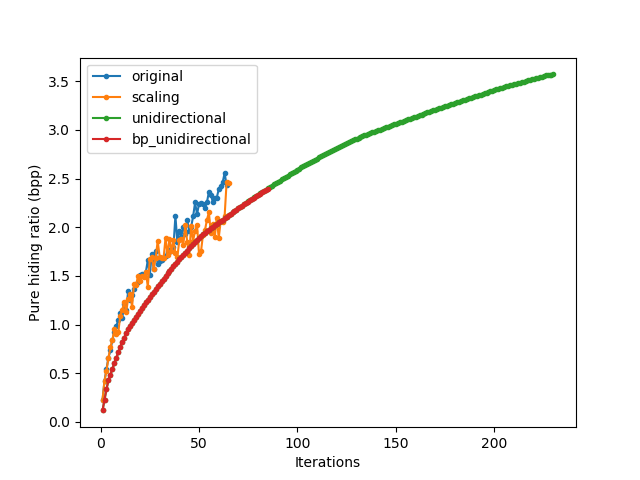 original
scaling
unidirectional
bp_unidirectional
3.5
3.0
2.5
2.0
1.5
1.0
0.5
0.0
Pure hiding ratio (bpp)
0 50 100 150 200
Iterations